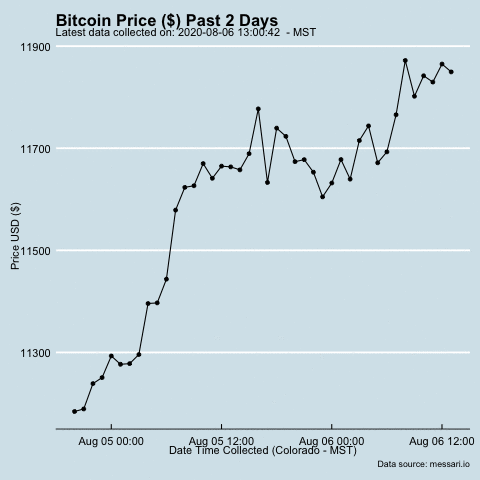 Bitcoin Price ($) Past 2 Days
Latest data collected on: 2020-08-06 13:00:42 - MST
11900
11700
11500
11300
Price USD ($)
Aug 05 00:00 Aug 05 12:00 Aug 06 00:00 Aug 06 12:00
Date Time Collected (Colorado - MST)
Data source: messari.io